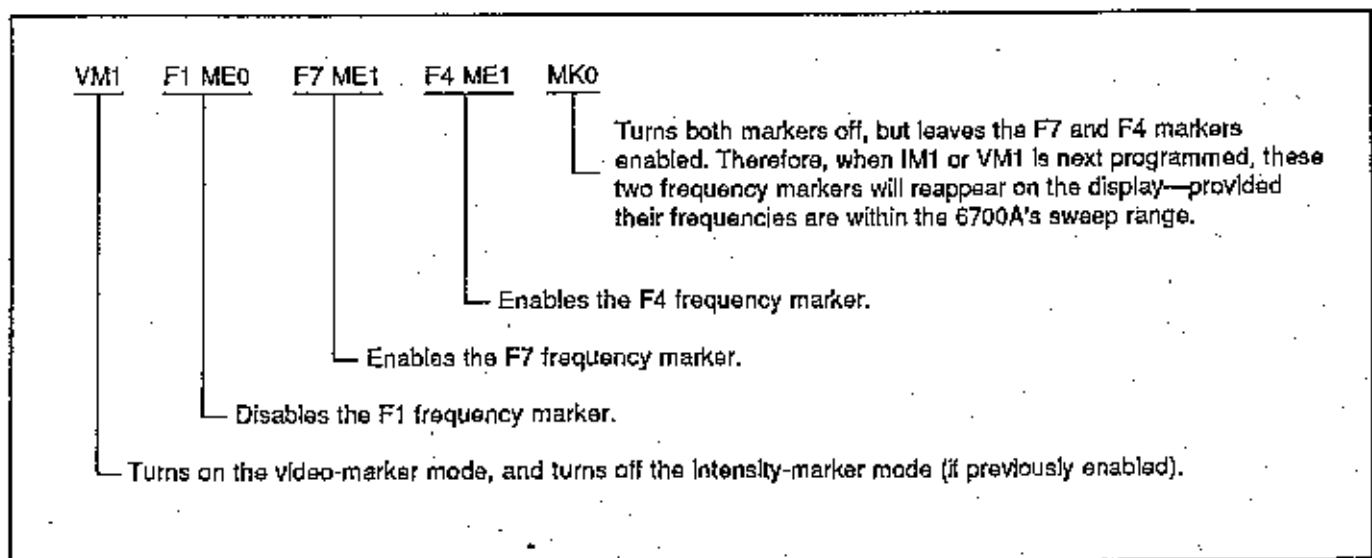 VM1 F1 ME0 F7 ME1 F4 ME1 MK0
Turns both markers off, but leaves the F7 and F4 markers
enabled. Therefore, when IM1 or VM1 is next programmed, these
two frequency markers will reappear on the display—provided
their frequencies are within the 6700A's sweep range.
Enables the F4 frequency marker.
Enables the F7 frequency marker.
Disables the F1 frequency marker.
Turns on the video-marker mode, and turns off the intensity-marker mode (if previously enabled).